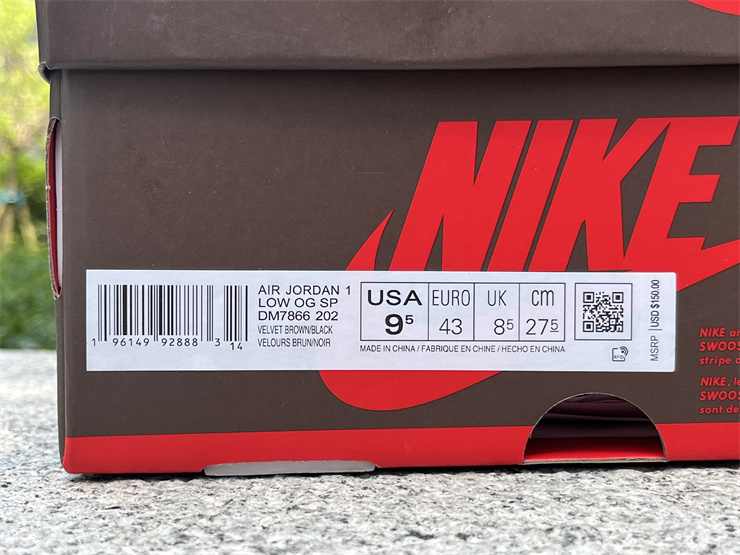 NIKE
AIR JORDAN 1
LOW OG SP
DM7866 202
VELVET BROWN/BLACK
VELOURS BRUN/NOIR
1 96149 92888 3 14
USA EURO UK cm
9⁵ 43 8⁵ 27⁵
MADE IN CHINA / FABRIQUE EN CHINE / HECHO EN CHINA
RFID
MSRP USD $150.00
NIKE
SWOOS
stripe
NIKE,
SWOOS
sont de